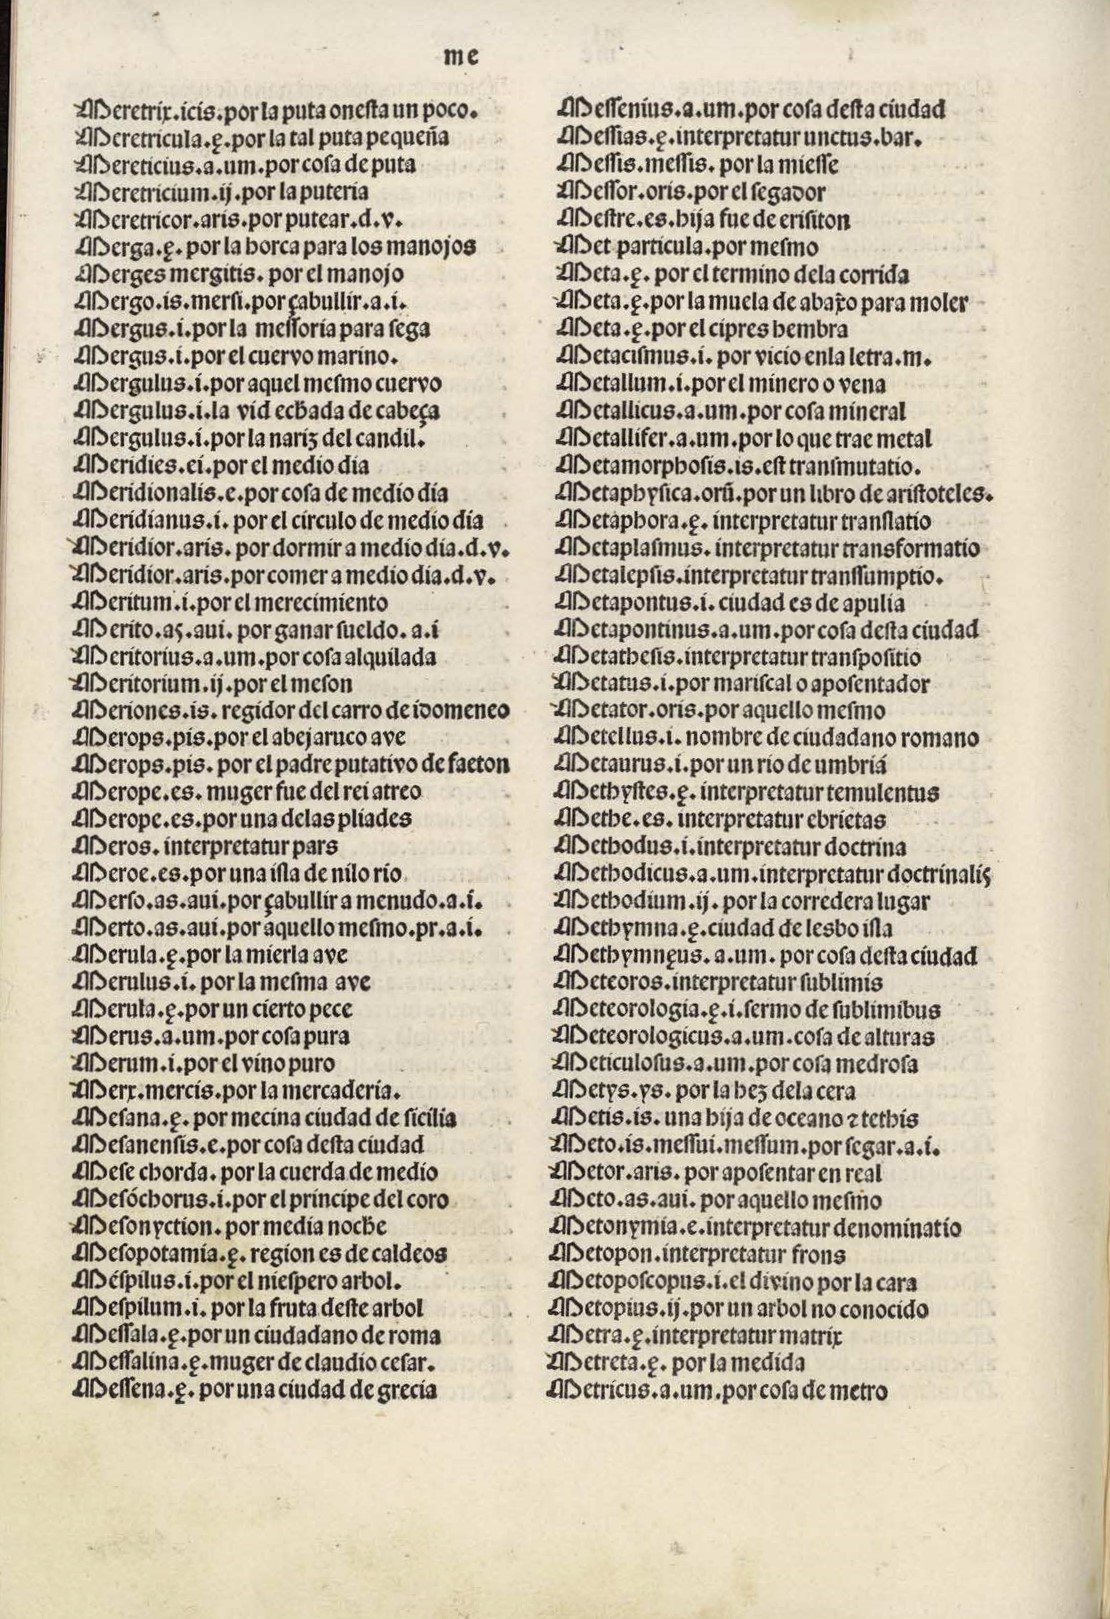 me
Meretrix.icis.por la puta onesta un poco.
Meretricula.ę.por la tal puta pequeña
Mereticius.a.um.por cosa de puta
Meretricium.ij.por la puteria
Meretricor.aris.por putear.d.v.
Merga.ę.por la horca para los manojos
Merges mergitis.por el manojo
Mergo.is.mersi.por çabullir.a.i.
Mergus.i.por la messoria para sega
Mergus.i.por el cuervo marino.
Mergulus.i.por aquel mesmo cuervo
Mergulus.i.la vid echada de cabeça
Mergulus.i.por la nariz del candil.
Meridies.ei.por el medio dia
Meridionalis.e.por cosa de medio dia
Meridianus.i.por el circulo de medio dia
Meridior.aris.por dormir a medio dia.d.v.
Meridior.aris.por comer a medio dia.d.v.
Meritum.i.por el merecimiento
Merito.as.aui.por ganar sueldo.a.i
Meritorius.a.um.por cosa alquilada
Meritorium.ij.por el meson
Meriones.is.regidor del carro de idomeneo
Merops.pis.por el abejaruco ave
Merops.pis.por el padre putativo de faeton
Merope.es.muger fue del rei atreo
Merope.es.por una delas pliades
Meros.interpretatur pars
Meroe.es.por una isla de nilo rio
Merso.as.aui.por çabullir a menudo.a.i.
Merto.as.aui.por aquello mesmo.pr.a.i.
Merula.ę.por la mierla ave
Merulus.i.por la mesma ave
Merula.ę.por un cierto pece
Merus.a.um.por cosa pura
Merum.i.por el vino puro
Merx.mercis.por la mercaderia.
Mesana.ę.por mecina ciudad de sicilia
Mesanensis.e.por cosa desta ciudad
Mese chorda.por la cuerda de medio
Mesóchorus.i.por el principe del coro
Mesonyction.por media noche
Mesopotamia.ę.region es de caldeos
Méspilus.i.por el niespero arbol.
Mespilum.i.por la fruta deste arbol
Messala.ę.por un ciudadano de roma
Messalina.ę.muger de claudio cesar.
Messena.ę.por una ciudad de grecia
Messenius.a.um.por cosa desta ciudad
Messias.ę.interpretatur unctus.bar.
Messis.messis.por la miesse
Messor.oris.por el segador
Mestre.es.hija fue de erisiton
Met particula.por mesmo
Meta.ę.por el termino dela corrida
Meta.ę.por la muela de abaxo para moler
Meta.ę.por el cipres hembra
Metacismus.i.por vicio enla letra.m.
Metallum.i.por el minero o vena
Metallicus.a.um.por cosa mineral
Metallifer.a.um.por lo que trae metal
Metamorphosis.is.est transmutatio.
Metaphysica.orũ.por un libro de aristoteles.
Metaphora.ę.interpretatur translatio
Metaplasmus.interpretatur transformatio
Metalepsis.interpretatur transsumptio.
Metapontus.i.ciudad es de apulia
Metapontinus.a.um.por cosa desta ciudad
Metathesis.interpretatur transpositio
Metatus.i.por mariscal o aposentador
Metator.oris.por aquello mesmo
Metellus.i.nombre de ciudadano romano
Metaurus.i.por un rio de umbria
Methystes.ę.interpretatur temulentus
Methe.es.interpretatur ebrietas
Methodus.i.interpretatur doctrina
Methodicus.a.um.interpretatur doctrinalis
Methodium.ij.por la corredera lugar
Methymna.ę.ciudad de lesbo isla
Methymnęus.a.um.por cosa desta ciudad
Meteoros.interpretatur sublimis
Meteorologia.ę.i.sermo de sublimibus
Meteorologicus.a.um.cosa de alturas
Meticulosus.a.um.por cosa medrosa
Metys.ys.por la hez dela cera
Metis.is.una hija de oceano ⁊ tethis
Meto.is.messui.messum.por segar.a.i.
Metor.aris.por aposentar en real
Meto.as.aui.por aquello mesmo
Metonymia.e.interpretatur denominatio
Metopon.interpretatur frons
Metoposcopus.i.el divino por la cara
Metopius.ij.por un arbol no conocido
Metra.ę.interpretatur matrix
Metreta.ę.por la medida
Metricus.a.um.por cosa de metro